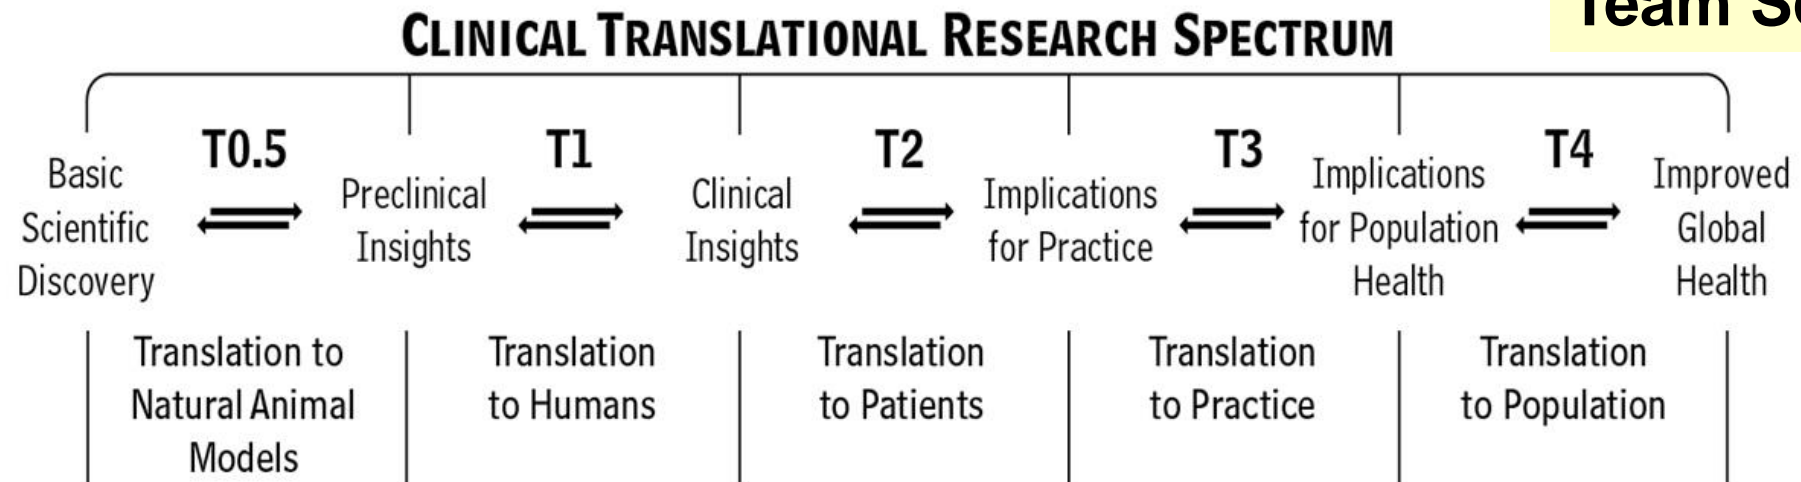 Team
CLINICAL TRANSLATIONAL RESEARCH SPECTRUM
T0.5
T1
T2
T3
T4
Basic
Scientific
Discovery
Preclinical
Insights
Clinical
Insights
Implications
for Practice
Implications
for Population
Health
Improved
Global
Health
Translation to
Natural Animal
Models
Translation
to Humans
Translation
to Patients
Translation
to Practice
Translation
to Population